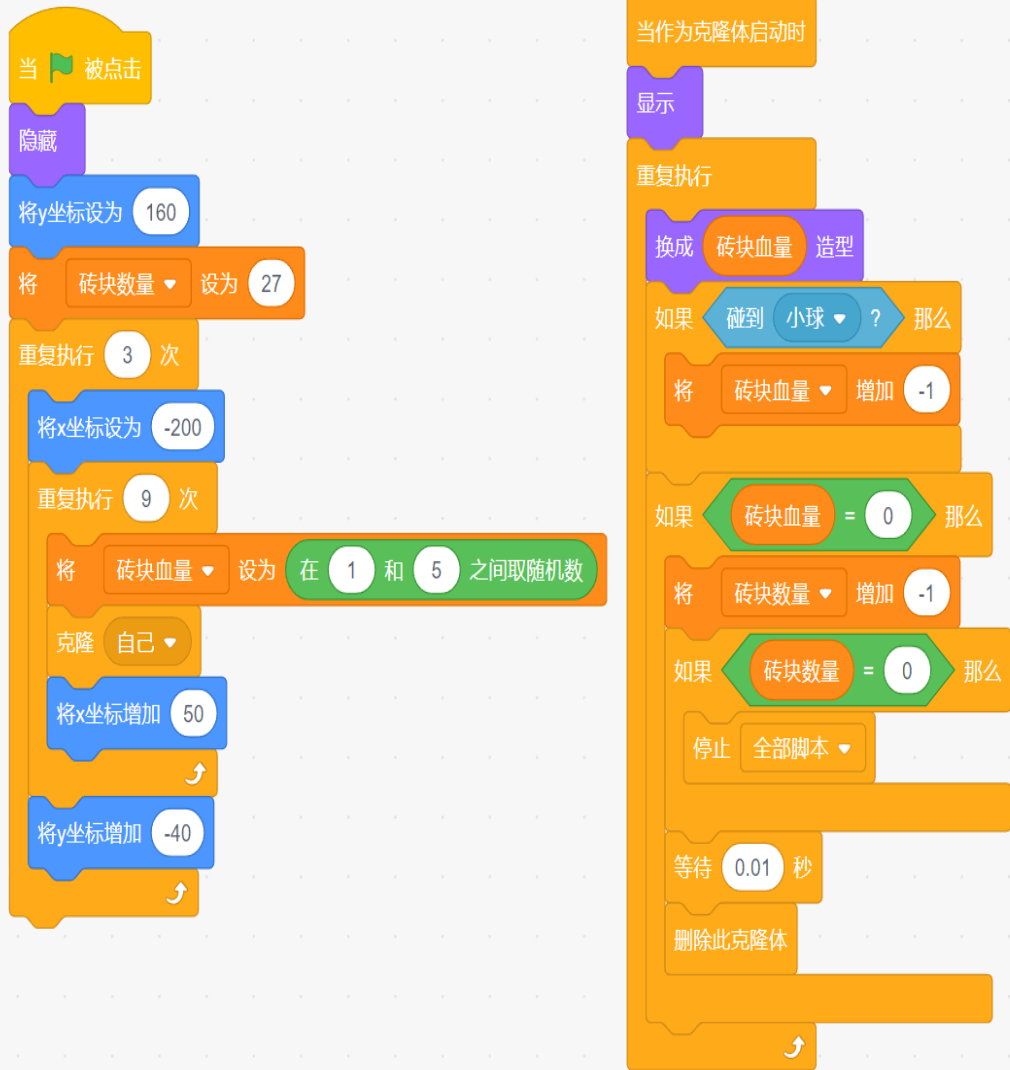 当 被点击
隐藏
将y坐标设为 160
将 砖块数量 设为 27
重复执行 3 次
将x坐标设为 -200
重复执行 9 次
将 砖块血量 设为 在 1 和 5 之间取随机数
克隆 自己
将x坐标增加 50
将y坐标增加 -40
当作为克隆体启动时
显示
重复执行
换成 砖块血量 造型
如果 碰到 小球 ? 那么
将 砖块血量 增加 -1
如果 砖块血量 = 0 那么
将 砖块数量 增加 -1
如果 砖块数量 = 0 那么
停止 全部脚本
等待 0.01 秒
删除此克隆体